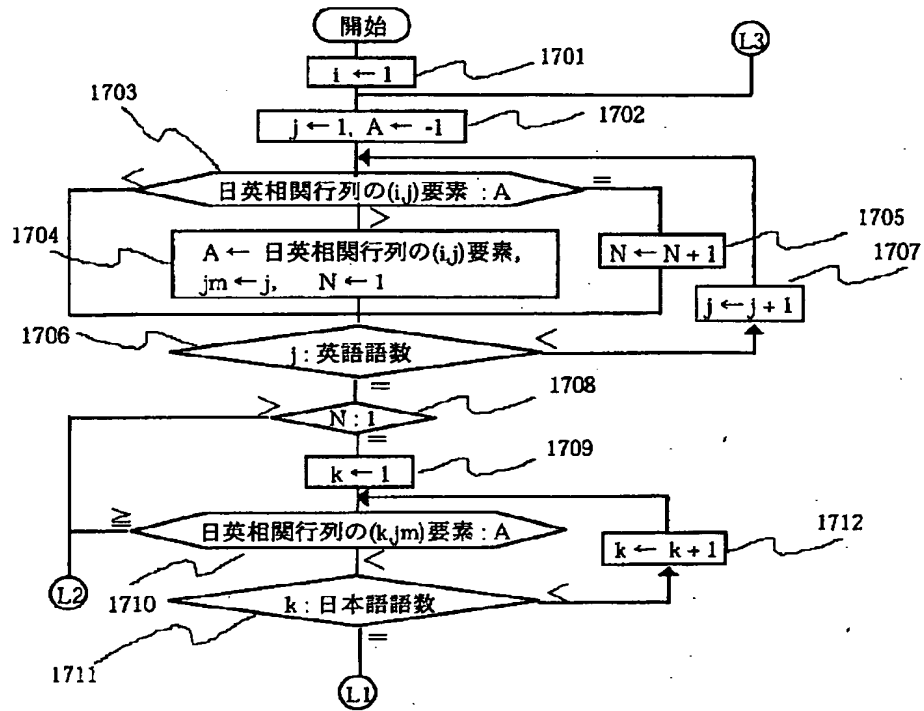 開始
L3
i ← 1
1701
1703
j ← 1, A ← -1
1702
<
日英相関行列の(i,j)要素 : A
=
>
1704
A ← 日英相関行列の(i,j)要素,
jm ← j, N ← 1
N ← N + 1
1705
1707
j ← j + 1
1706
j : 英語語数
<
=
>
N : 1
1708
=
k ← 1
1709
≧
日英相関行列の(k,jm)要素 : A
k ← k + 1
1712
<
L2
1710
k : 日本語語数
<
=
1711
L1